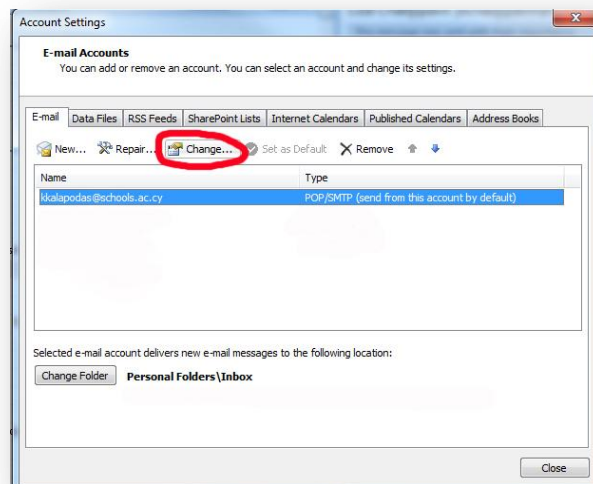 Account Settings
E-mail Accounts
You can add or remove an account. You can select an account and change its settings.
E-mail Data Files RSS Feeds SharePoint Lists Internet Calendars Published Calendars Address Books
New... Repair... Change... Set as Default Remove
Name Type
kkalapodas@schools.ac.cy POP/SMTP (send from this account by default)
Selected e-mail account delivers new e-mail messages to the following location:
Change Folder Personal Folders\Inbox
Close